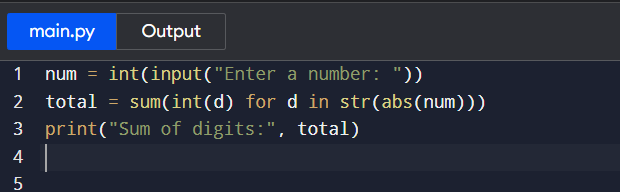 main.py Output
1 num = int(input("Enter a number: "))
2 total = sum(int(d) for d in str(abs(num)))
3 print("Sum of digits:", total)
4
5